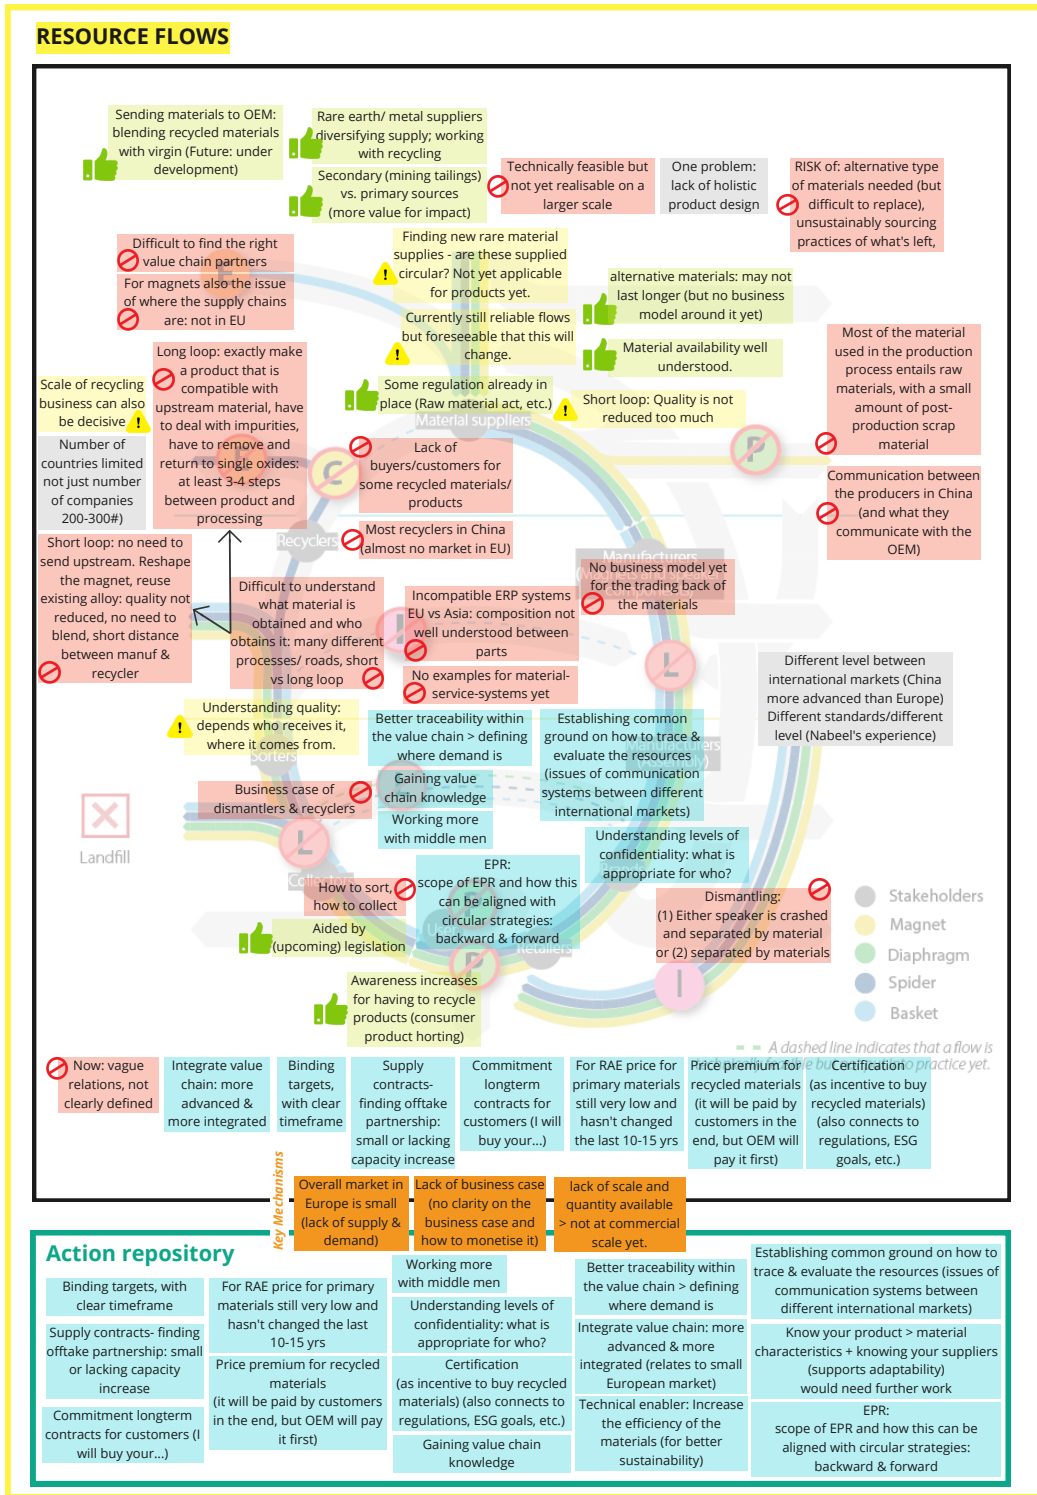 RESOURCE FLOWS
Sending materials to OEM:
blending recycled materials
with virgin (Future: under
development)
Rare earth/ metal suppliers
diversifying supply; working
with recycling
Secondary (mining tailings)
vs. primary sources
(more value for impact)
Technically feasible but
not yet realisable on a
larger scale
One problem:
lack of holistic
product design
RISK of: alternative type
of materials needed (but
difficult to replace),
unsustainably sourcing
practices of what's left,
Difficult to find the right
value chain partners
For magnets also the issue
of where the supply chains
are: not in EU
Finding new rare material
supplies - are these supplied
circular? Not yet applicable
for products yet.
Currently still reliable flows
but foreseeable that this will
change.
alternative materials: may not
last longer (but no business
model around it yet)
Material availability well
understood.
Most of the material
used in the production
process entails raw
materials, with a small
amount of post-
production scrap
material
Long loop: exactly make
a product that is
compatible with
upstream material, have
to deal with impurities,
have to remove and
return to single oxides:
at least 3-4 steps
between product and
processing
Scale of recycling
business can also
be decisive
Number of
countries limited
not just number
of companies
200-300#)
Some regulation already in
place (Raw material act, etc.)
Short loop: Quality is not
reduced too much
Material suppliers
E
C
P
Lack of
buyers/customers for
some recycled materials/
products
Communication between
the producers in China
(and what they
communicate with the
OEM)
Recyclers
Most recyclers in China
(almost no market in EU)
Short loop: no need to
send upstream. Reshape
the magnet, reuse
existing alloy: quality not
reduced, no need to
blend, short distance
between manuf &
recycler
Manufacturers
(Magnets and speaker
components)
No business model yet
for the trading back of
the materials
Difficult to understand
what material is
obtained and who
obtains it: many different
processes/ roads, short
vs long loop
I
Incompatible ERP systems
EU vs Asia: composition not
well understood between
parts
L
No examples for material-
service-systems yet
Different level between
international markets (China
more advanced than Europe)
Different standards/different
level (Nabeel's experience)
Understanding quality:
depends who receives it,
where it comes from.
Sorters
Better traceability within
the value chain > defining
where demand is
Establishing common
ground on how to trace &
evaluate the resources
(issues of communication
systems between different
international markets)
Manufacturers
(Assembly)
Business case of
dismantlers & recyclers
Gaining value
chain knowledge
Working more
with middle men
Landfill
L
Understanding levels of
confidentiality: what is
appropriate for who?
Collectors
How to sort,
how to collect
EPR:
scope of EPR and how this
can be aligned with
circular strategies:
backward & forward
Retailers
Dismantling:
(1) Either speaker is crashed
and separated by material
or (2) separated by materials
Aided by
(upcoming) legislation
P
I
Stakeholders
Magnet
Diaphragm
Spider
Basket
Awareness increases
for having to recycle
products (consumer
product horting)
A dashed line indicates that a flow is
practice yet.
Now: vague
relations, not
clearly defined
Integrate value
chain: more
advanced &
more integrated
Binding
targets,
with clear
timeframe
Supply
contracts-
finding offtake
partnership:
small or lacking
capacity increase
Commitment
longterm
contracts for
customers (I will
buy your...)
For RAE price for
primary materials
still very low and
hasn't changed
the last 10-15 yrs
Price premium for
recycled materials
(it will be paid by
customers in the
end, but OEM will
pay it first)
Certification
(as incentive to buy
recycled materials)
(also connects to
regulations, ESG
goals, etc.)
Key Mechanisms
Overall market in
Europe is small
(lack of supply &
demand)
Lack of business case
(no clarity on the
business case and
how to monetise it)
lack of scale and
quantity available
> not at commercial
scale yet.
Action repository
Binding targets, with
clear timeframe
Supply contracts- finding
offtake partnership: small
or lacking capacity
increase
Commitment longterm
contracts for customers (I
will buy your...)
For RAE price for primary
materials still very low and
hasn't changed the last
10-15 yrs
Price premium for recycled
materials
(it will be paid by customers
in the end, but OEM will pay
it first)
Working more
with middle men
Understanding levels of
confidentiality: what is
appropriate for who?
Certification
(as incentive to buy recycled
materials) (also connects to
regulations, ESG goals, etc.)
Gaining value chain
knowledge
Better traceability within
the value chain > defining
where demand is
Integrate value chain: more
advanced & more
integrated (relates to small
European market)
Technical enabler: Increase
the efficiency of the
materials (for better
sustainability)
Establishing common ground on how to
trace & evaluate the resources (issues of
communication systems between
different international markets)
Know your product > material
characteristics + knowing your suppliers
(supports adaptability)
would need further work
EPR:
scope of EPR and how this can be
aligned with circular strategies:
backward & forward